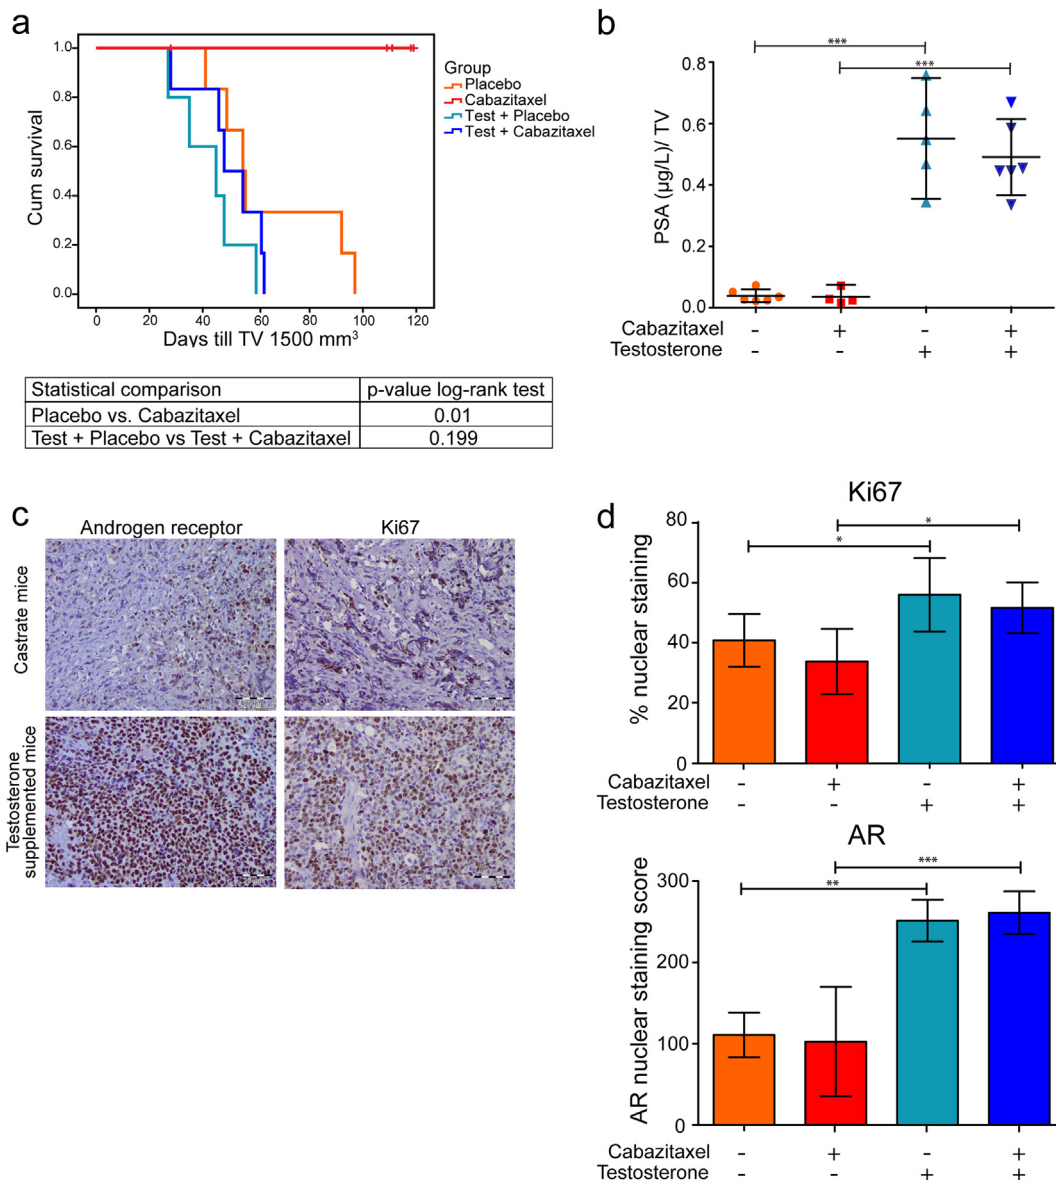 a
1.0
0.8
0.6
0.4
0.2
0.0
Cum survival
0 20 40 60 80 100 120
Days till TV 1500 mm³
Group
Placebo
Cabazitaxel
Test + Placebo
Test + Cabazitaxel
Statistical comparison p-value log-rank test
Placebo vs. Cabazitaxel 0.01
Test + Placebo vs Test + Cabazitaxel 0.199
b
***
***
0.8
0.6
0.4
0.2
0.0
PSA (µg/L)/ TV
Cabazitaxel - + - +
Testosterone - - + +
c
Androgen receptor Ki67
Castrate mice
Testosterone
supplemented mice
d
Ki67
*
*
80
60
40
20
0
% nuclear staining
Cabazitaxel - + - +
Testosterone - - + +
AR
***
**
300
200
100
0
AR nuclear staining score
Cabazitaxel - + - +
Testosterone - - + +